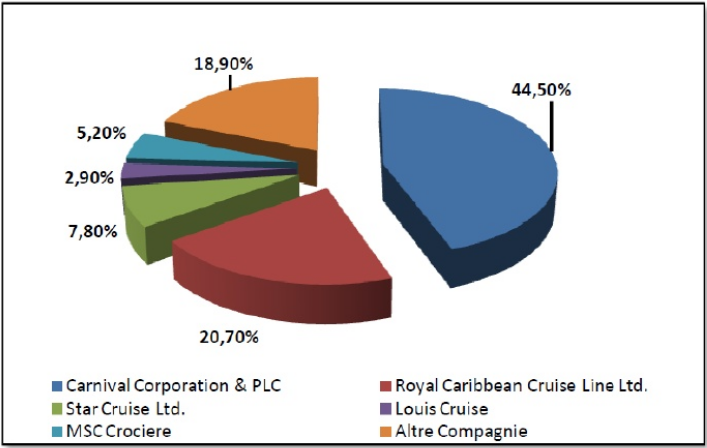 18,90%
44,50%
5,20%
2,90%
7,80%
20,70%
Carnival Corporation & PLC
Royal Caribbean Cruise Line Ltd.
Star Cruise Ltd.
Louis Cruise
MSC Crociere
Altre Compagnie